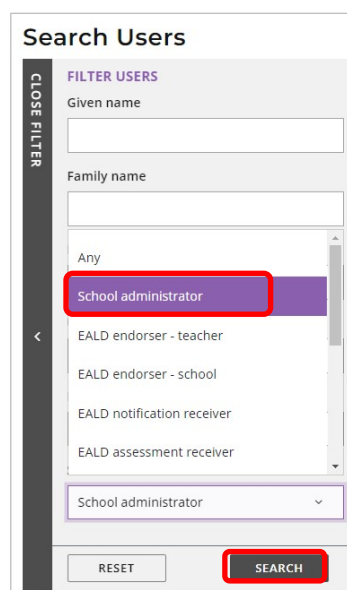 Search Users
CLOSE FILTER
FILTER USERS
Given name
Family name
Any
School administrator
EALD endorser - teacher
EALD endorser - school
EALD notification receiver
EALD assessment receiver
School administrator
RESET
SEARCH